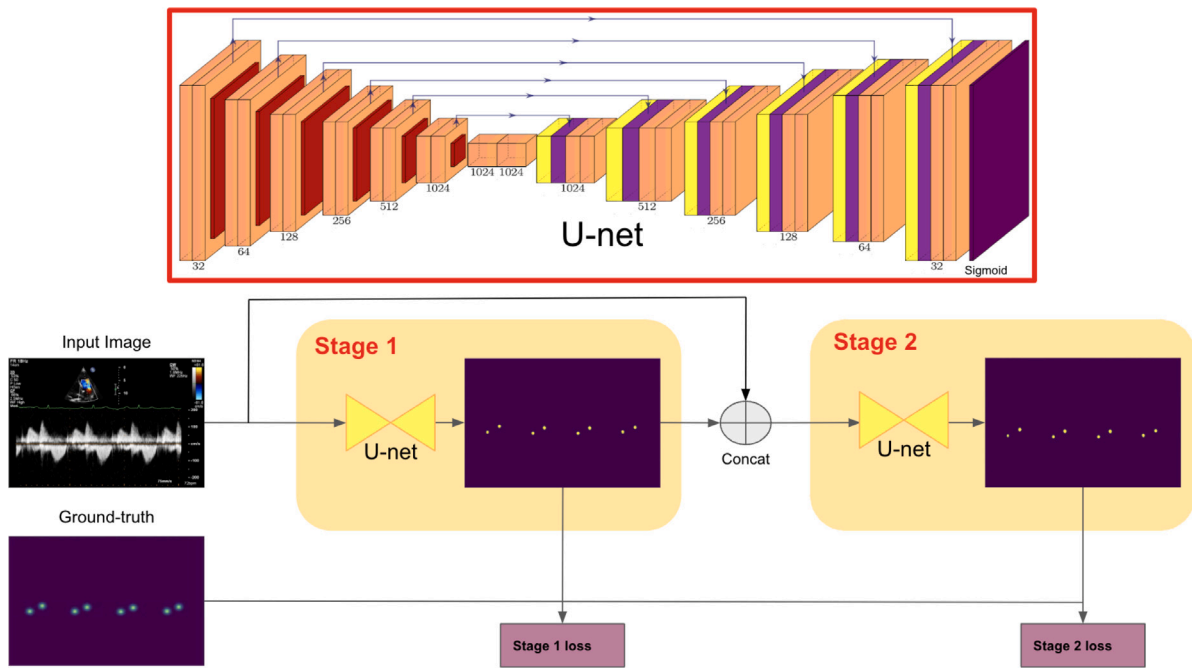 32
64
128
256
512
1024
1024 1024
1024
512
256
128
64
32
U-net
Sigmoid
Input Image
Stage 1
U-net
Concat
Stage 2
U-net
Ground-truth
Stage 1 loss
Stage 2 loss